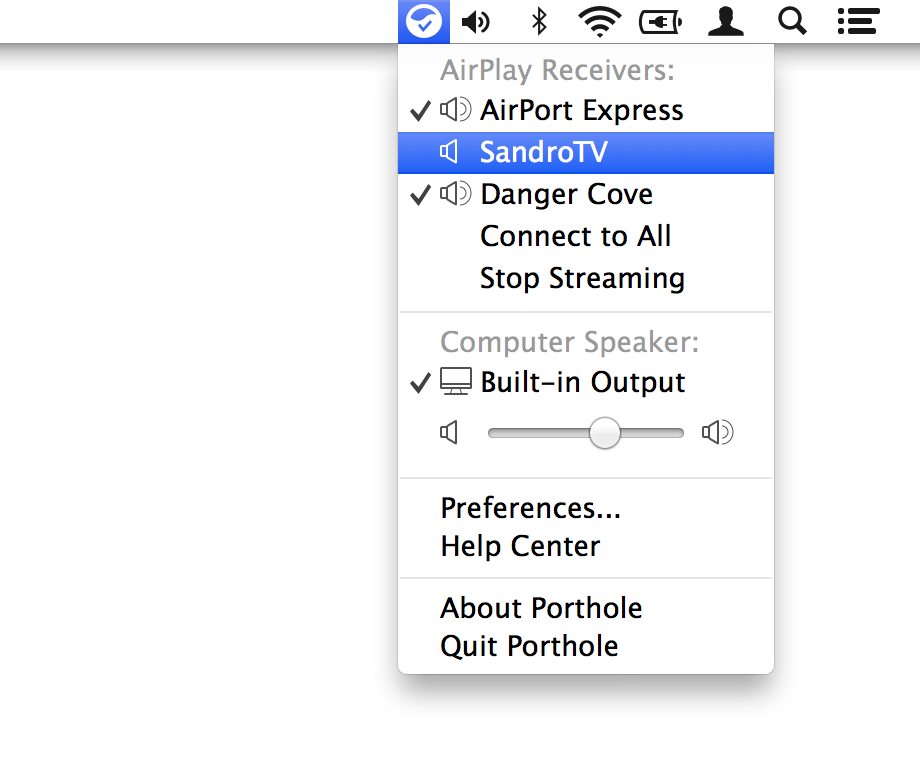 AirPlay Receivers:
AirPort Express
SandroTV
Danger Cove
Connect to All
Stop Streaming
Computer Speaker:
Built-in Output
Preferences...
Help Center
About Porthole
Quit Porthole